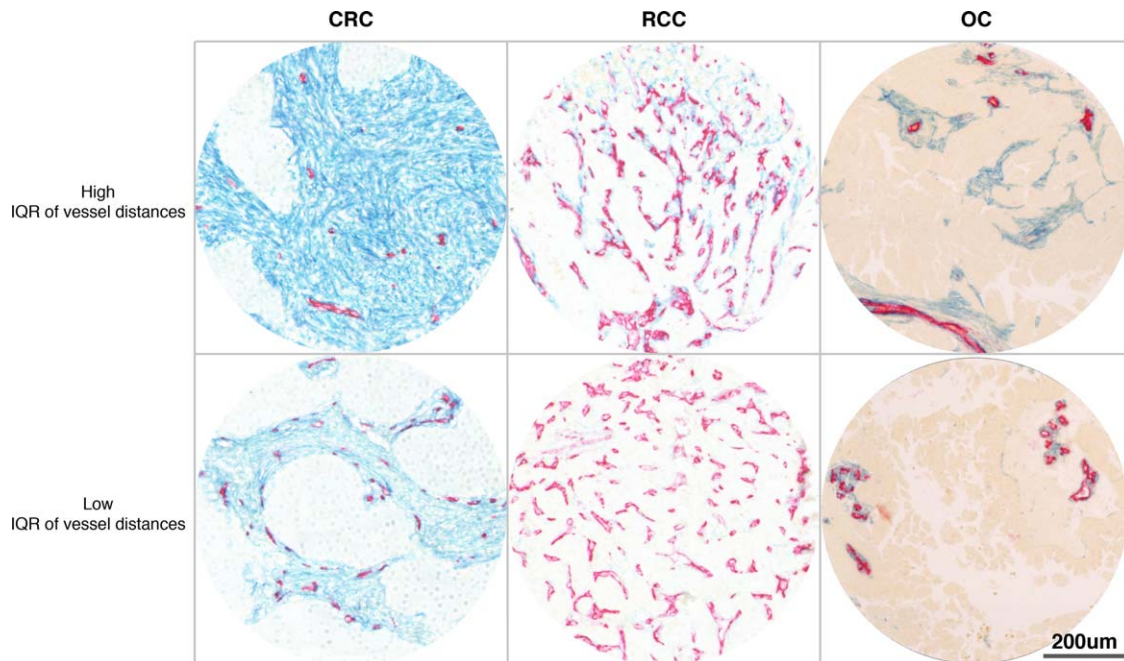 CRC RCC OC
High
IQR of vessel distances
Low
IQR of vessel distances
200um